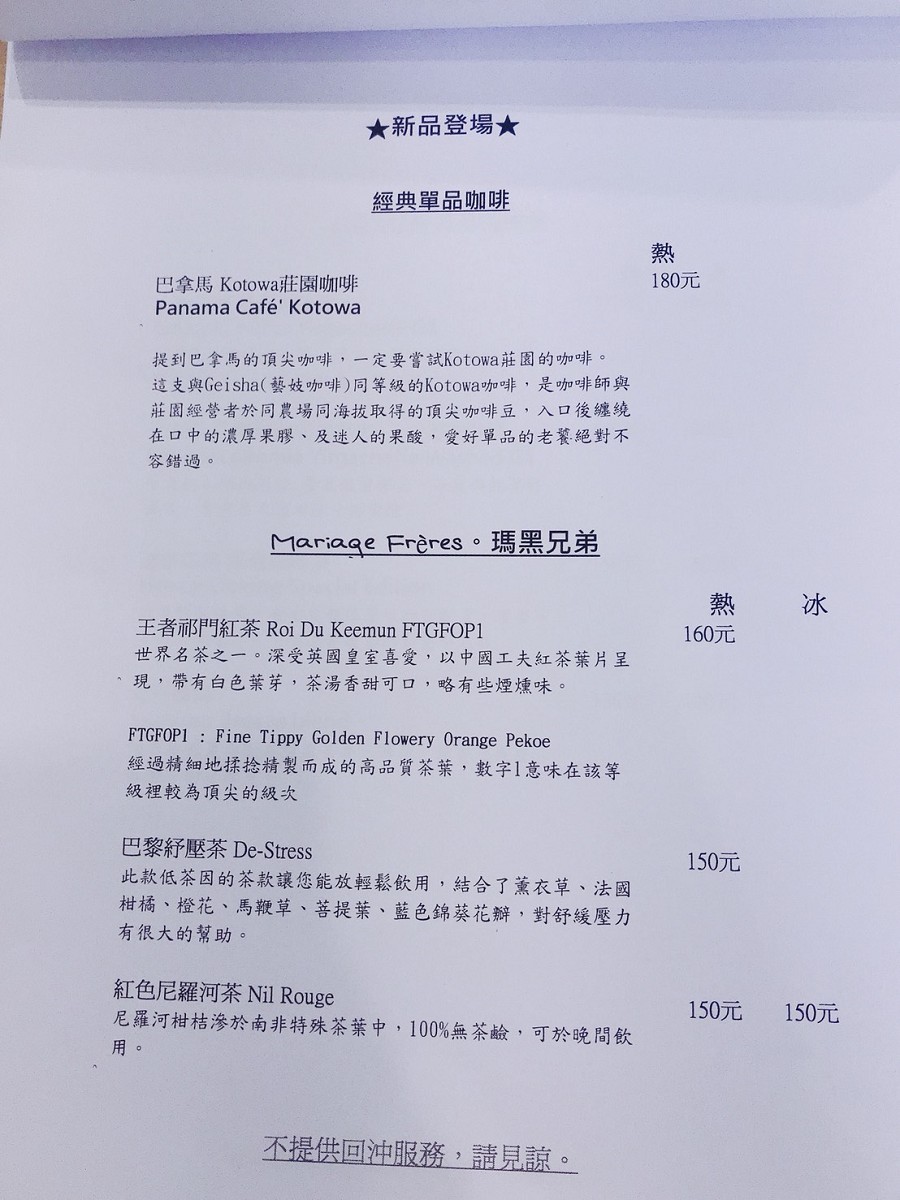 ★新品登場★
經典單品咖啡
熱
巴拿馬 Kotowa莊園咖啡 180元
Panama Café' Kotowa
提到巴拿馬的頂尖咖啡，一定要嘗試Kotowa莊園的咖啡。
這支與Geisha(藝妓咖啡)同等級的Kotowa咖啡，是咖啡師與
莊園經營者於同農場同海拔取得的頂尖咖啡豆，入口後纏繞
在口中的濃厚果膠、及迷人的果酸，愛好單品的老饕絕對不
容錯過。
Mariage Frères。瑪黑兄弟
熱 冰
王者祁門紅茶 Roi Du Keemun FTGFOP1 160元
世界名茶之一。深受英國皇室喜愛，以中國工夫紅茶葉片呈
現，帶有白色葉芽，茶湯香甜可口，略有些煙燻味。
FTGFOP1 : Fine Tippy Golden Flowery Orange Pekoe
經過精細地揉捻精製而成的高品質茶葉，數字1意味在該等
級裡較為頂尖的級次
巴黎紓壓茶 De-Stress 150元
此款低茶因的茶款讓您能放輕鬆飲用，結合了薰衣草、法國
柑橘、橙花、馬鞭草、菩提葉、藍色錦葵花瓣，對舒緩壓力
有很大的幫助。
紅色尼羅河茶 Nil Rouge 150元 150元
尼羅河柑桔滲於南非特殊茶葉中，100%無茶鹼，可於晚間飲
用。
不提供回沖服務，請見諒。